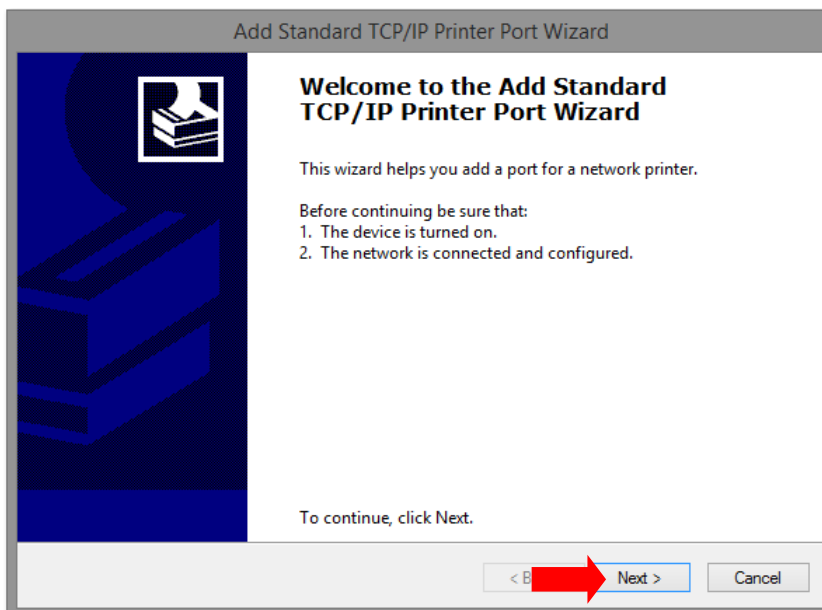 Add Standard TCP/IP Printer Port Wizard
Welcome to the Add Standard
TCP/IP Printer Port Wizard
This wizard helps you add a port for a network printer.
Before continuing be sure that:
1. The device is turned on.
2. The network is connected and configured.
To continue, click Next.
< B
Next >
Cancel